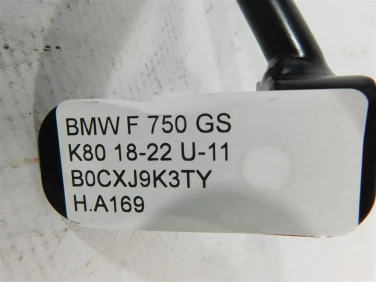 BMW F 750 GS
K80 18-22 U-11
B0CXJ9K3TY
H.A169